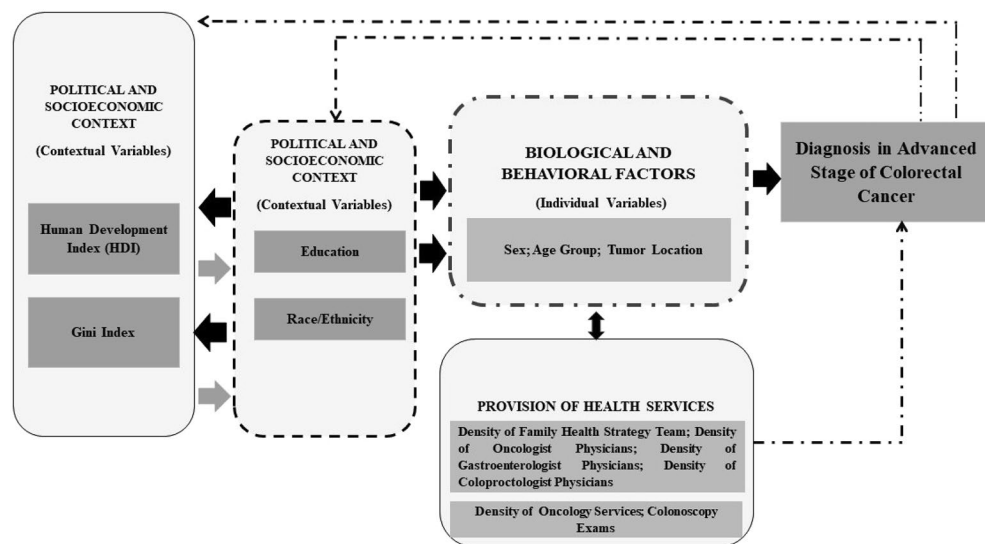 POLITICAL AND
SOCIOECONOMIC
CONTEXT
(Contextual Variables)
Human Development
Index (HDI)
Gini Index
POLITICAL AND
SOCIOECONOMIC
CONTEXT
(Contextual Variables)
Education
Race/Ethnicity
BIOLOGICAL AND
BEHAVIORAL FACTORS
(Individual Variables)
Sex; Age Group; Tumor Location
Diagnosis in Advanced
Stage of Colorectal
Cancer
PROVISION OF HEALTH SERVICES
Density of Family Health Strategy Team; Density
of Oncologist Physicians; Density of
Gastroenterologist Physicians; Density of
Coloproctologist Physicians
Density of Oncology Services; Colonoscopy
Exams